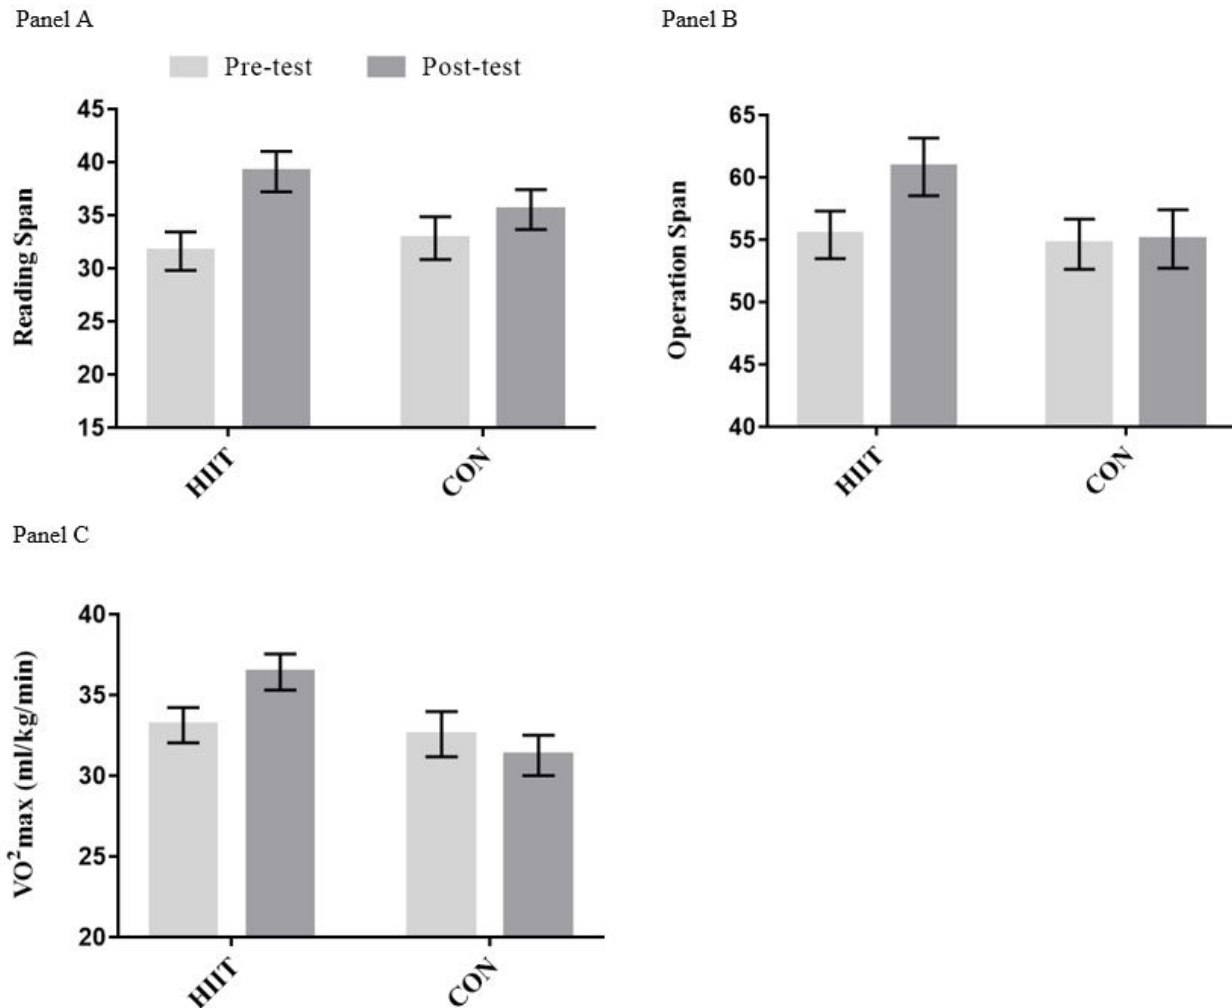 Panel A
Pre-test Post-test
Reading Span
45
40
35
30
25
20
15
HIIT CON
Panel B
Operation Span
65
60
55
50
45
40
HIIT CON
Panel C
VO²max (ml/kg/min)
40
35
30
25
20
HIIT CON